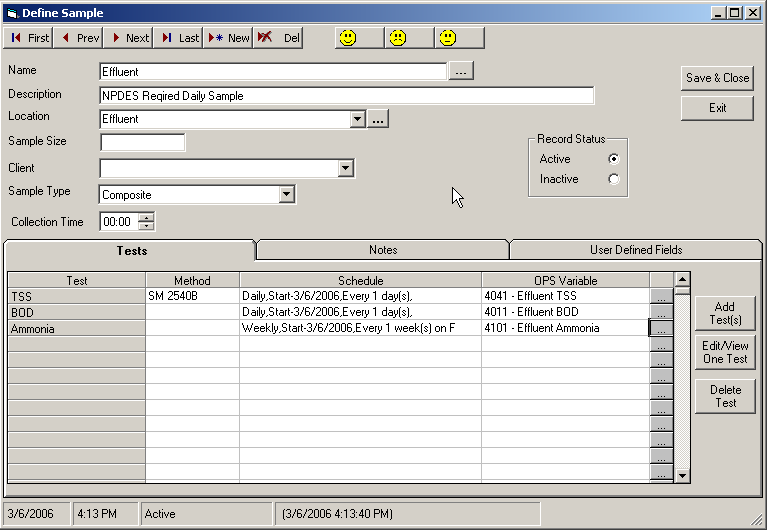 Define Sample
First Prev Next Last New Del
Name Effluent ...
Save & Close
Description NPDES Reqired Daily Sample
Location Effluent ...
Exit
Sample Size
Record Status
Client
Active
Inactive
Sample Type Composite
Collection Time 00:00
Tests Notes User Defined Fields
Test Method Schedule OPS Variable
TSS SM 2540B Daily,Start-3/6/2006,Every 1 day(s), 4041 - Effluent TSS ...
BOD Daily,Start-3/6/2006,Every 1 day(s), 4011 - Effluent BOD ...
Ammonia Weekly,Start-3/6/2006,Every 1 week(s) on F 4101 - Effluent Ammonia ...
...
...
...
...
...
...
...
...
...
Add
Test(s)
Edit/View
One Test
Delete
Test
3/6/2006 4:13 PM Active (3/6/2006 4:13:40 PM)